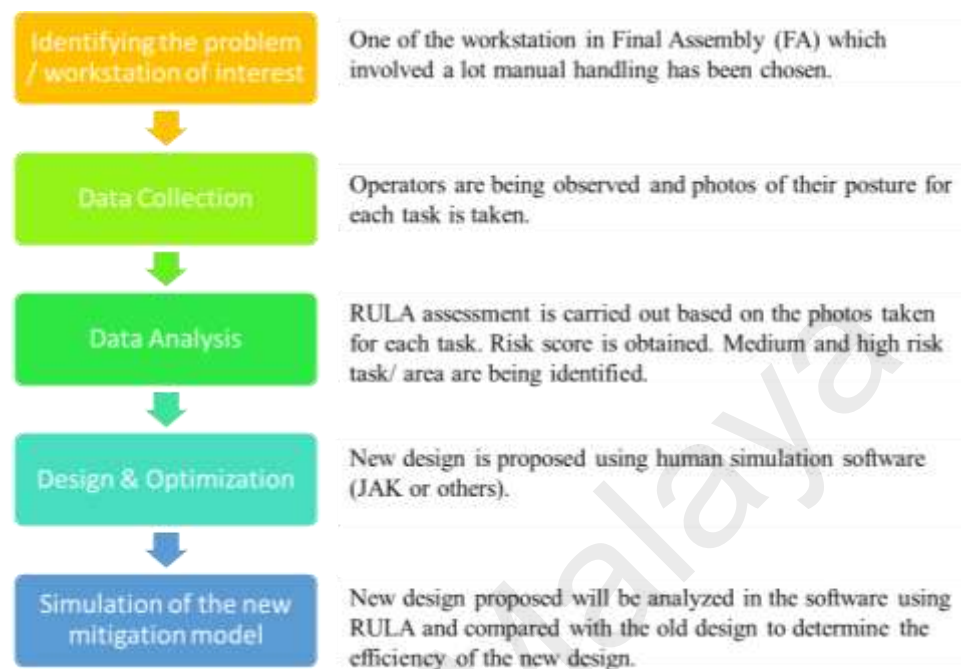 Identifying the problem
/ workstation of interest
One of the workstation in Final Assembly (FA) which
involved a lot manual handling has been chosen.
Data Collection
Operators are being observed and photos of their posture for
each task is taken.
Data Analysis
RULA assessment is carried out based on the photos taken
for each task. Risk score is obtained. Medium and high risk
task/ area are being identified.
Design & Optimization
New design is proposed using human simulation software
(JAK or others).
Simulation of the new
mitigation model
New design proposed will be analyzed in the software using
RULA and compared with the old design to determine the
efficiency of the new design.
Malaya